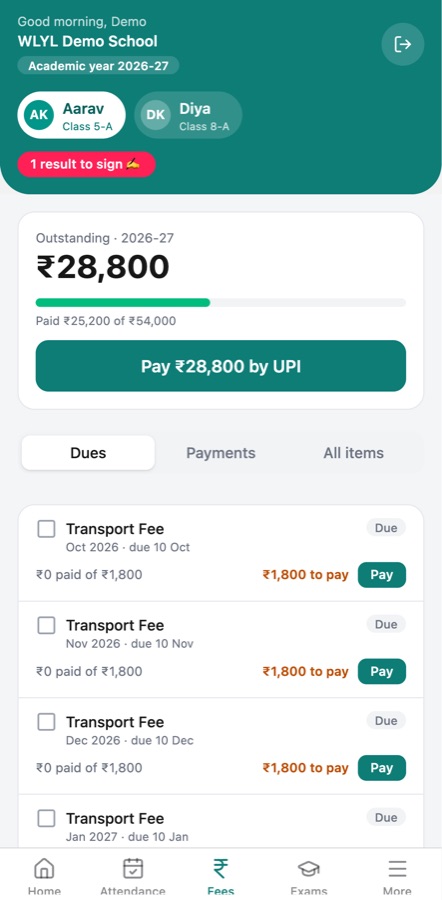 Good morning, Demo
WLYL Demo School
Academic year 2026-27
AK
Aarav
Class 5-A
DK
Diya
Class 8-A
1 result to sign ✍️
Outstanding · 2026-27
₹28,800
Paid ₹25,200 of ₹54,000
Pay ₹28,800 by UPI
Dues Payments All items
Transport Fee Due
Oct 2026 · due 10 Oct
₹0 paid of ₹1,800 ₹1,800 to pay Pay
Transport Fee Due
Nov 2026 · due 10 Nov
₹0 paid of ₹1,800 ₹1,800 to pay Pay
Transport Fee Due
Dec 2026 · due 10 Dec
₹0 paid of ₹1,800 ₹1,800 to pay Pay
Transport Fee Due
Jan 2027 · due 10 Jan
₹
Home Attendance Fees Exams More